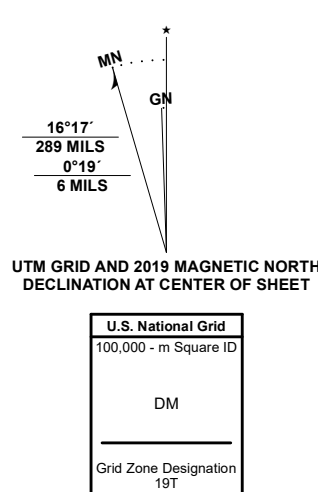 ★
MN
GN
16°17´
289 MILS
0°19´
6 MILS
UTM GRID AND 2019 MAGNETIC NORTH
DECLINATION AT CENTER OF SHEET
U.S. National Grid
100,000 - m Square ID
DM
Grid Zone Designation
19T